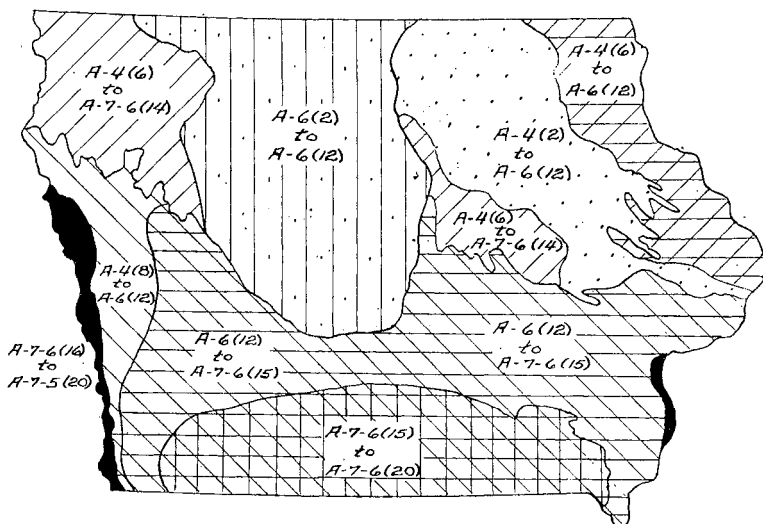 A-4(6)
to
A-7-6(14)
A-6(2)
to
A-6(12)
A-4(2)
to
A-6(12)
A-4(6)
to
A-6(12)
A-4(6)
to
A-7-6(14)
A-4(8)
to
A-6(12)
A-7-6(16)
to
A-7-5(20)
A-6(12)
to
A-7-6(15)
A-6(12)
to
A-7-6(15)
A-7-6(15)
to
A-7-6(20)